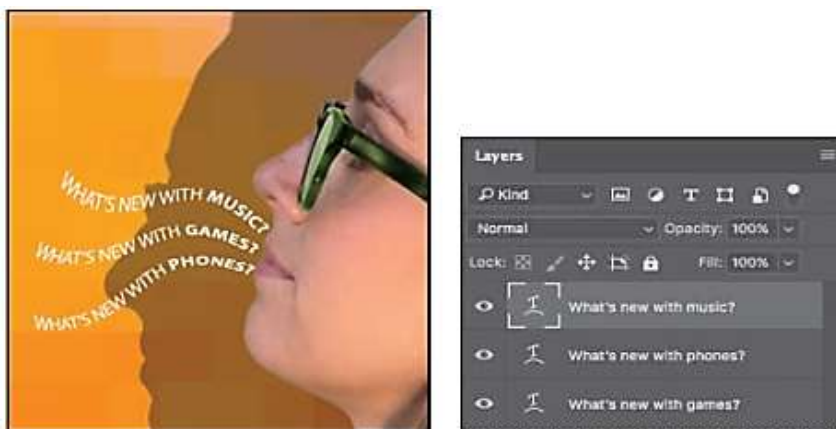 WHAT'S NEW WITH MUSIC?
WHAT'S NEW WITH GAMES?
WHAT'S NEW WITH PHONES?
Layers
Kind
Normal
Opacity: 100%
Lock:
Fill: 100%
What's new with music?
What's new with phones?
What's new with games?